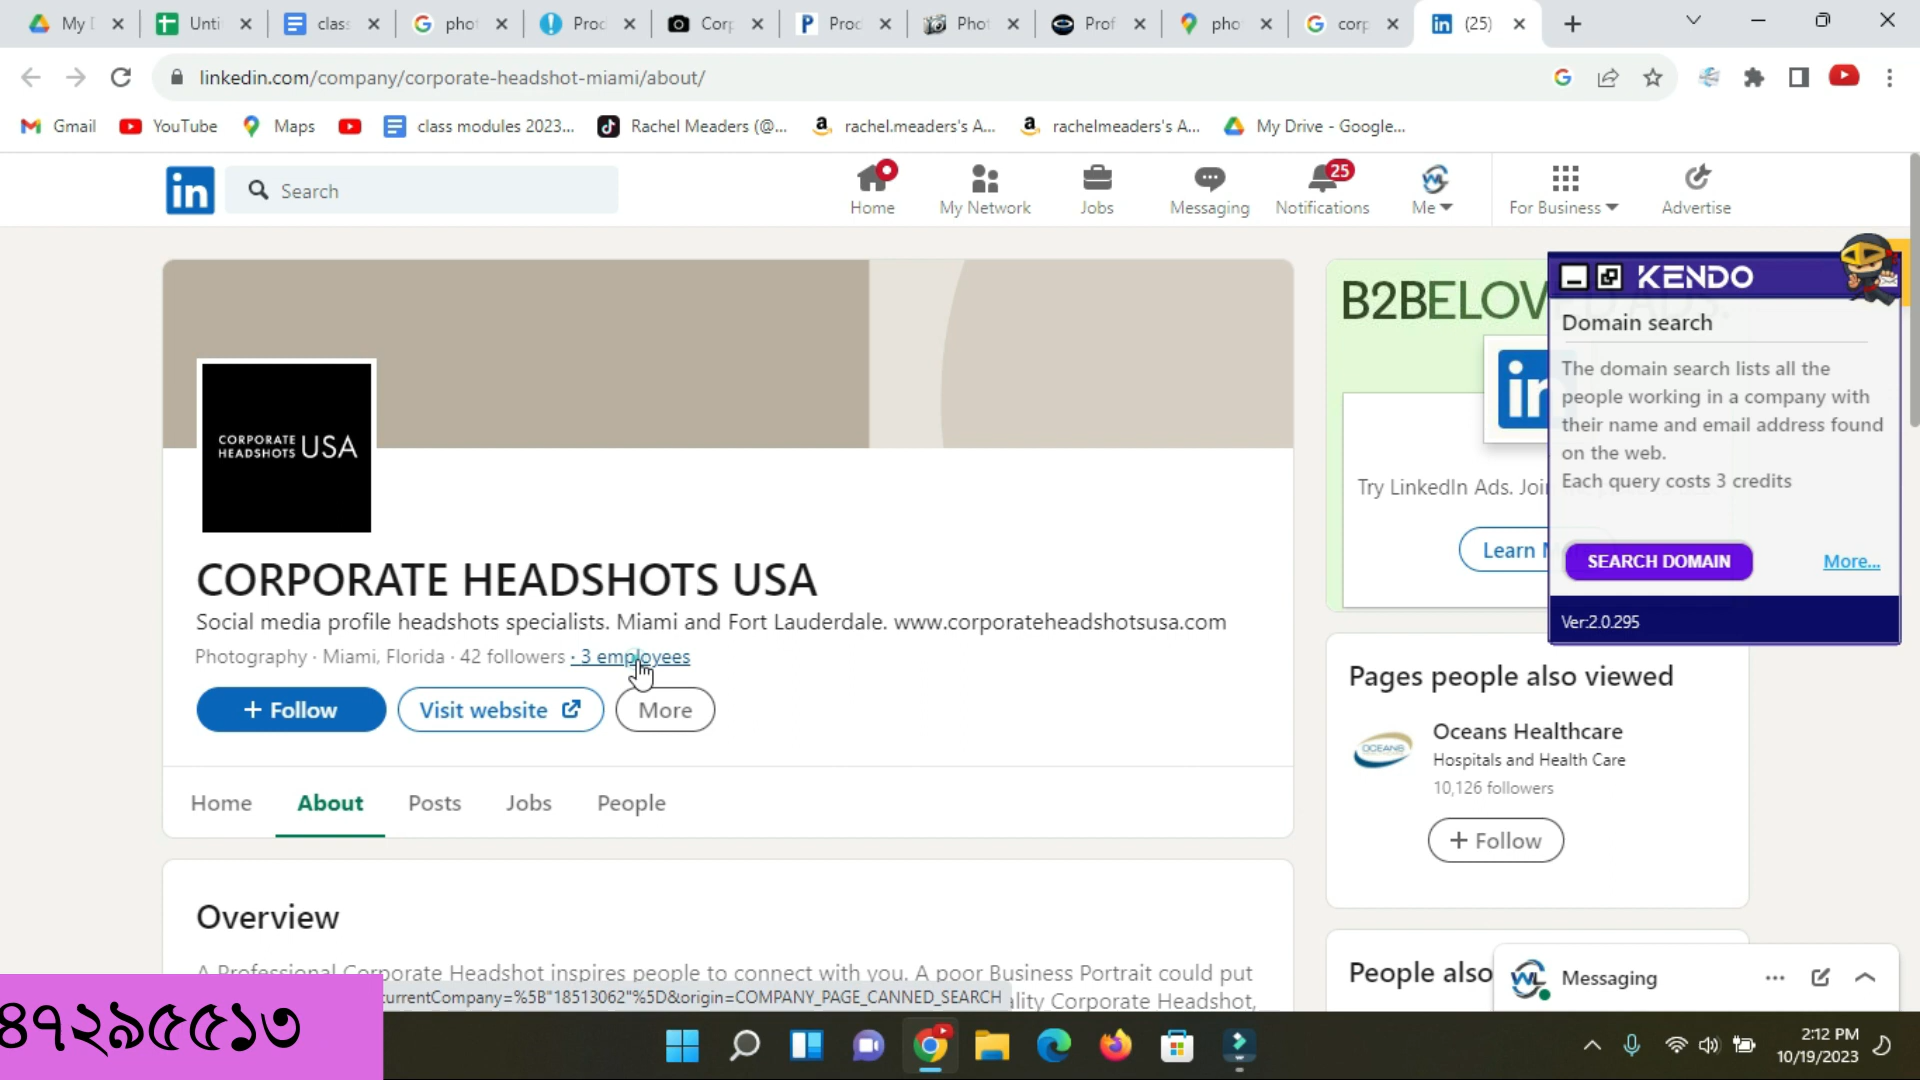 My
Unti
class
phot
Proc
Corp
Proc
Phot
Prof
pho
corp
(25)
linkedin.com/company/corporate-headshot-miami/about/
Gmail
YouTube
Maps
class modules 2023...
Rachel Meaders (@...
rachel.meaders's A...
rachelmeaders's A...
My Drive - Google...
Search
Home
My Network
Jobs
Messaging
25
Notifications
Me
For Business
Advertise
CORPORATE HEADSHOTS USA
B2BELOV
Try LinkedIn Ads. Joi
Learn
KENDO
Domain search
The domain search lists all the
people working in a company with
their name and email address found
on the web.
Each query costs 3 credits
SEARCH DOMAIN
More...
Ver:2.0.295
CORPORATE HEADSHOTS USA
Social media profile headshots specialists. Miami and Fort Lauderdale. www.corporateheadshotsusa.com
Photography · Miami, Florida · 42 followers · 3 employees
+ Follow
Visit website
More
Home
About
Posts
Jobs
People
Pages people also viewed
OCEANS
Oceans Healthcare
Hospitals and Health Care
10,126 followers
+ Follow
Overview
A Professional Corporate Headshot inspires people to connect with you. A poor Business Portrait could put
urrentCompany=%5B"18513062"%5D&origin=COMPANY_PAGE_CANNED_SEARCH
ality Corporate Headshot,
People also
Messaging
৪৭২৯৫৫১৩
2:12 PM
10/19/2023